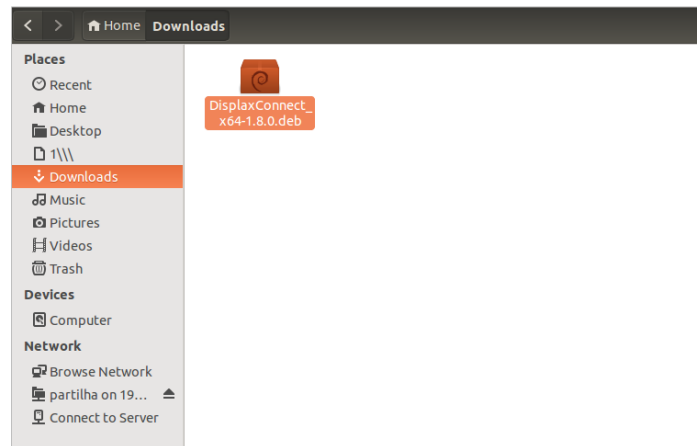 Home Downloads
Places
Recent
Home
Desktop
1\\\
Downloads
Music
Pictures
Videos
Trash
Devices
Computer
Network
Browse Network
partilha on 19...
Connect to Server
DisplaxConnect_
x64-1.8.0.deb